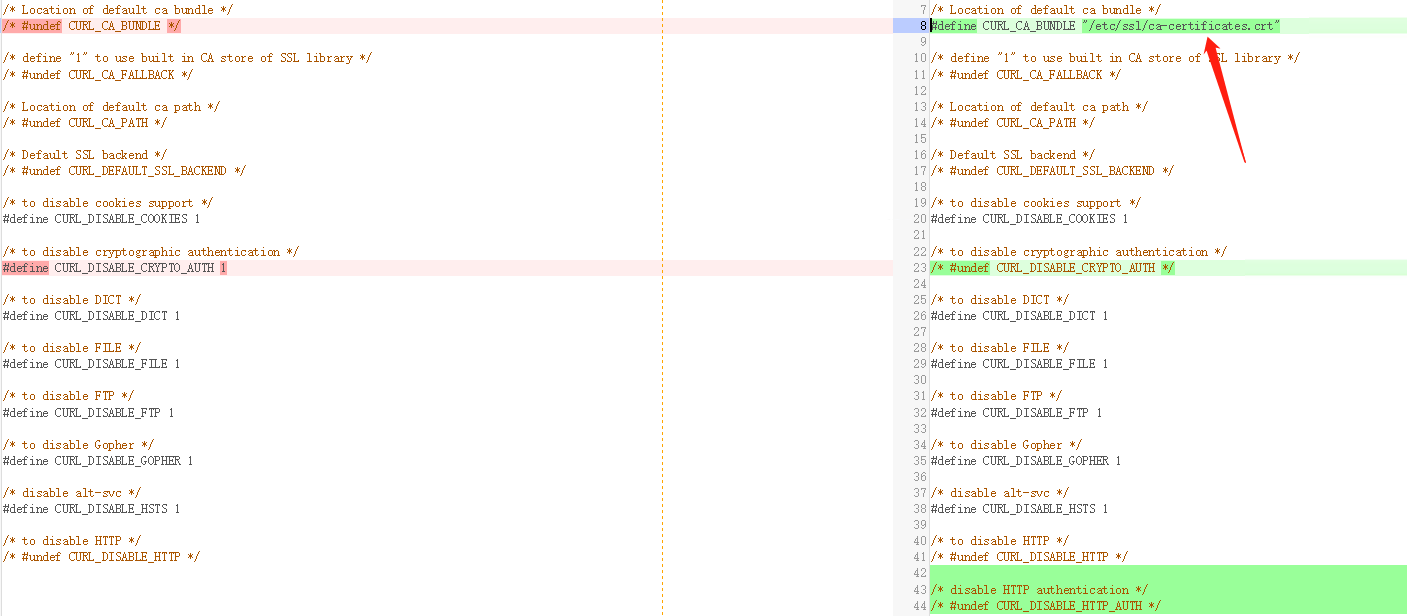 /* Location of default ca bundle */
/* #undef CURL_CA_BUNDLE */
/* define "1" to use built in CA store of SSL library */
/* #undef CURL_CA_FALLBACK */
/* Location of default ca path */
/* #undef CURL_CA_PATH */
/* Default SSL backend */
/* #undef CURL_DEFAULT_SSL_BACKEND */
/* to disable cookies support */
#define CURL_DISABLE_COOKIES 1
/* to disable cryptographic authentication */
#define CURL_DISABLE_CRYPTO_AUTH 1
/* to disable DICT */
#define CURL_DISABLE_DICT 1
/* to disable FILE */
#define CURL_DISABLE_FILE 1
/* to disable FTP */
#define CURL_DISABLE_FTP 1
/* to disable Gopher */
#define CURL_DISABLE_GOPHER 1
/* disable alt-svc */
#define CURL_DISABLE_HSTS 1
/* to disable HTTP */
/* #undef CURL_DISABLE_HTTP */
7 /* Location of default ca bundle */
8 #define CURL_CA_BUNDLE "/etc/ssl/ca-certificates.crt"
9
10 /* define "1" to use built in CA store of SSL library */
11 /* #undef CURL_CA_FALLBACK */
12
13 /* Location of default ca path */
14 /* #undef CURL_CA_PATH */
15
16 /* Default SSL backend */
17 /* #undef CURL_DEFAULT_SSL_BACKEND */
18
19 /* to disable cookies support */
20 #define CURL_DISABLE_COOKIES 1
21
22 /* to disable cryptographic authentication */
23 /* #undef CURL_DISABLE_CRYPTO_AUTH */
24
25 /* to disable DICT */
26 #define CURL_DISABLE_DICT 1
27
28 /* to disable FILE */
29 #define CURL_DISABLE_FILE 1
30
31 /* to disable FTP */
32 #define CURL_DISABLE_FTP 1
33
34 /* to disable Gopher */
35 #define CURL_DISABLE_GOPHER 1
36
37 /* disable alt-svc */
38 #define CURL_DISABLE_HSTS 1
39
40 /* to disable HTTP */
41 /* #undef CURL_DISABLE_HTTP */
42
43 /* disable HTTP authentication */
44 /* #undef CURL_DISABLE_HTTP_AUTH */